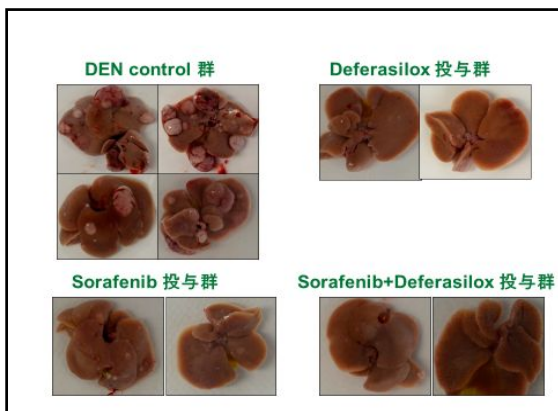 DEN control 群
Deferasilox 投与群
Sorafenib 投与群
Sorafenib+Deferasilox 投与群